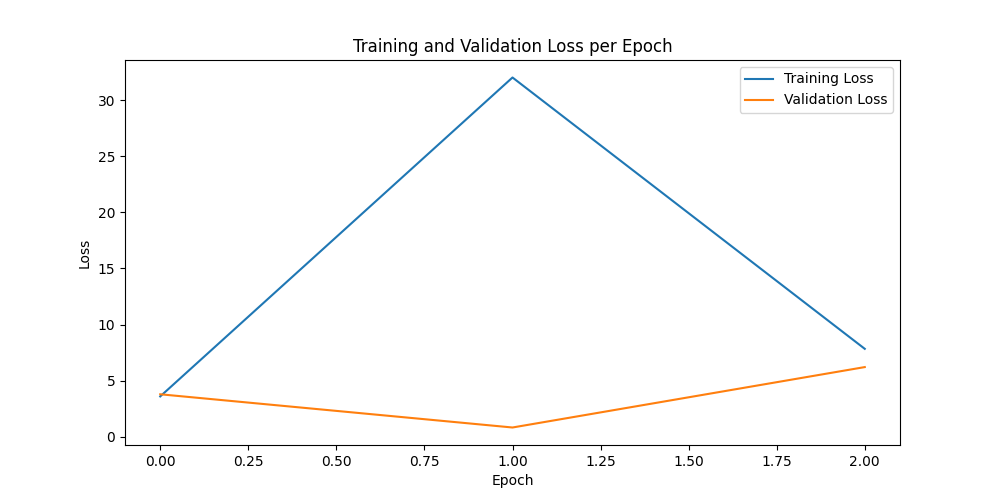 Training and Validation Loss per Epoch
Training Loss
Validation Loss
30
25
20
15
10
5
0
Loss
0.00 0.25 0.50 0.75 1.00 1.25 1.50 1.75 2.00
Epoch